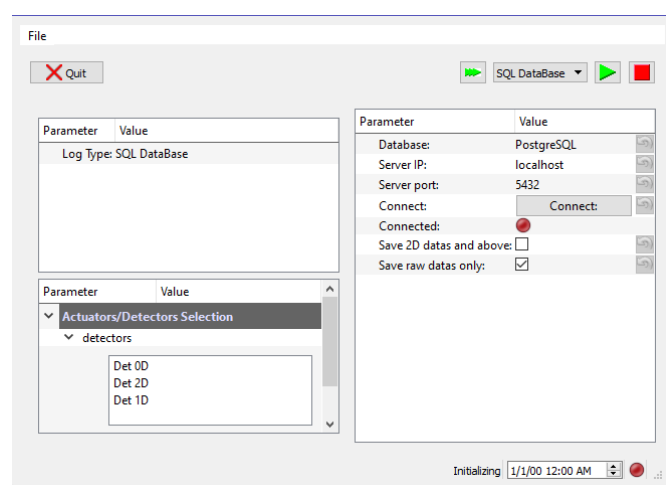 File
Quit
SQL DataBase
Parameter Value
Log Type: SQL DataBase
Parameter Value
Actuators/Detectors Selection
detectors
Det 0D
Det 2D
Det 1D
Parameter Value
Database: PostgreSQL
Server IP: localhost
Server port: 5432
Connect: Connect:
Connected:
Save 2D datas and above:
Save raw datas only:
Initializing 1/1/00 12:00 AM